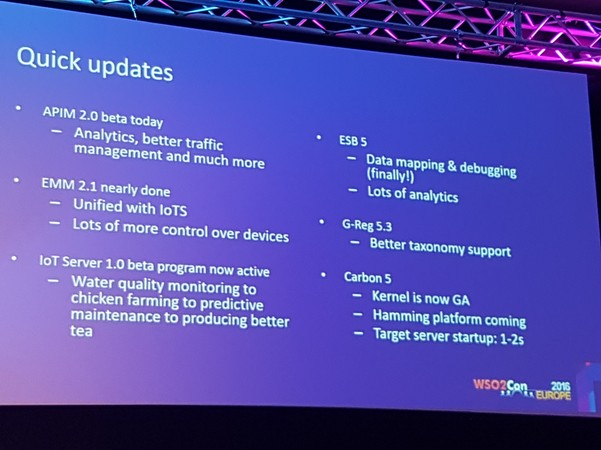 Quick updates
• APIM 2.0 beta today
– Analytics, better traffic
management and much more
• EMM 2.1 nearly done
– Unified with IoTS
– Lots of more control over devices
• IoT Server 1.0 beta program now active
– Water quality monitoring to
chicken farming to predictive
maintenance to producing better
tea
• ESB 5
– Data mapping & debugging
(finally!)
– Lots of analytics
• G-Reg 5.3
– Better taxonomy support
• Carbon 5
– Kernel is now GA
– Hamming platform coming
– Target server startup: 1-2s
WSO2Con 2016
EUROPE